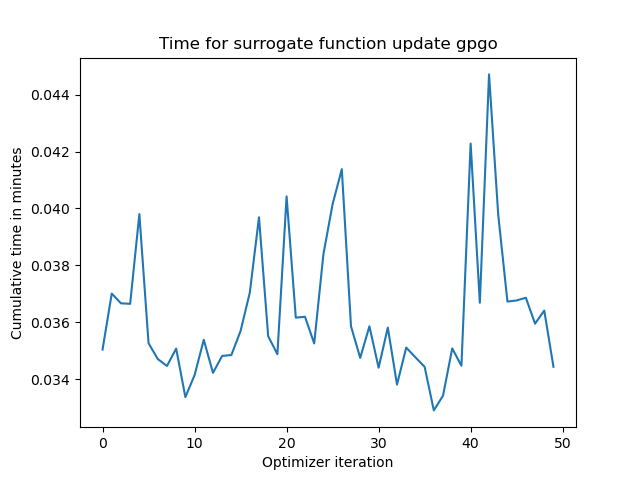 Time for surrogate function update gpgo
Cumulative time in minutes
0.044
0.042
0.040
0.038
0.036
0.034
0 10 20 30 40 50
Optimizer iteration